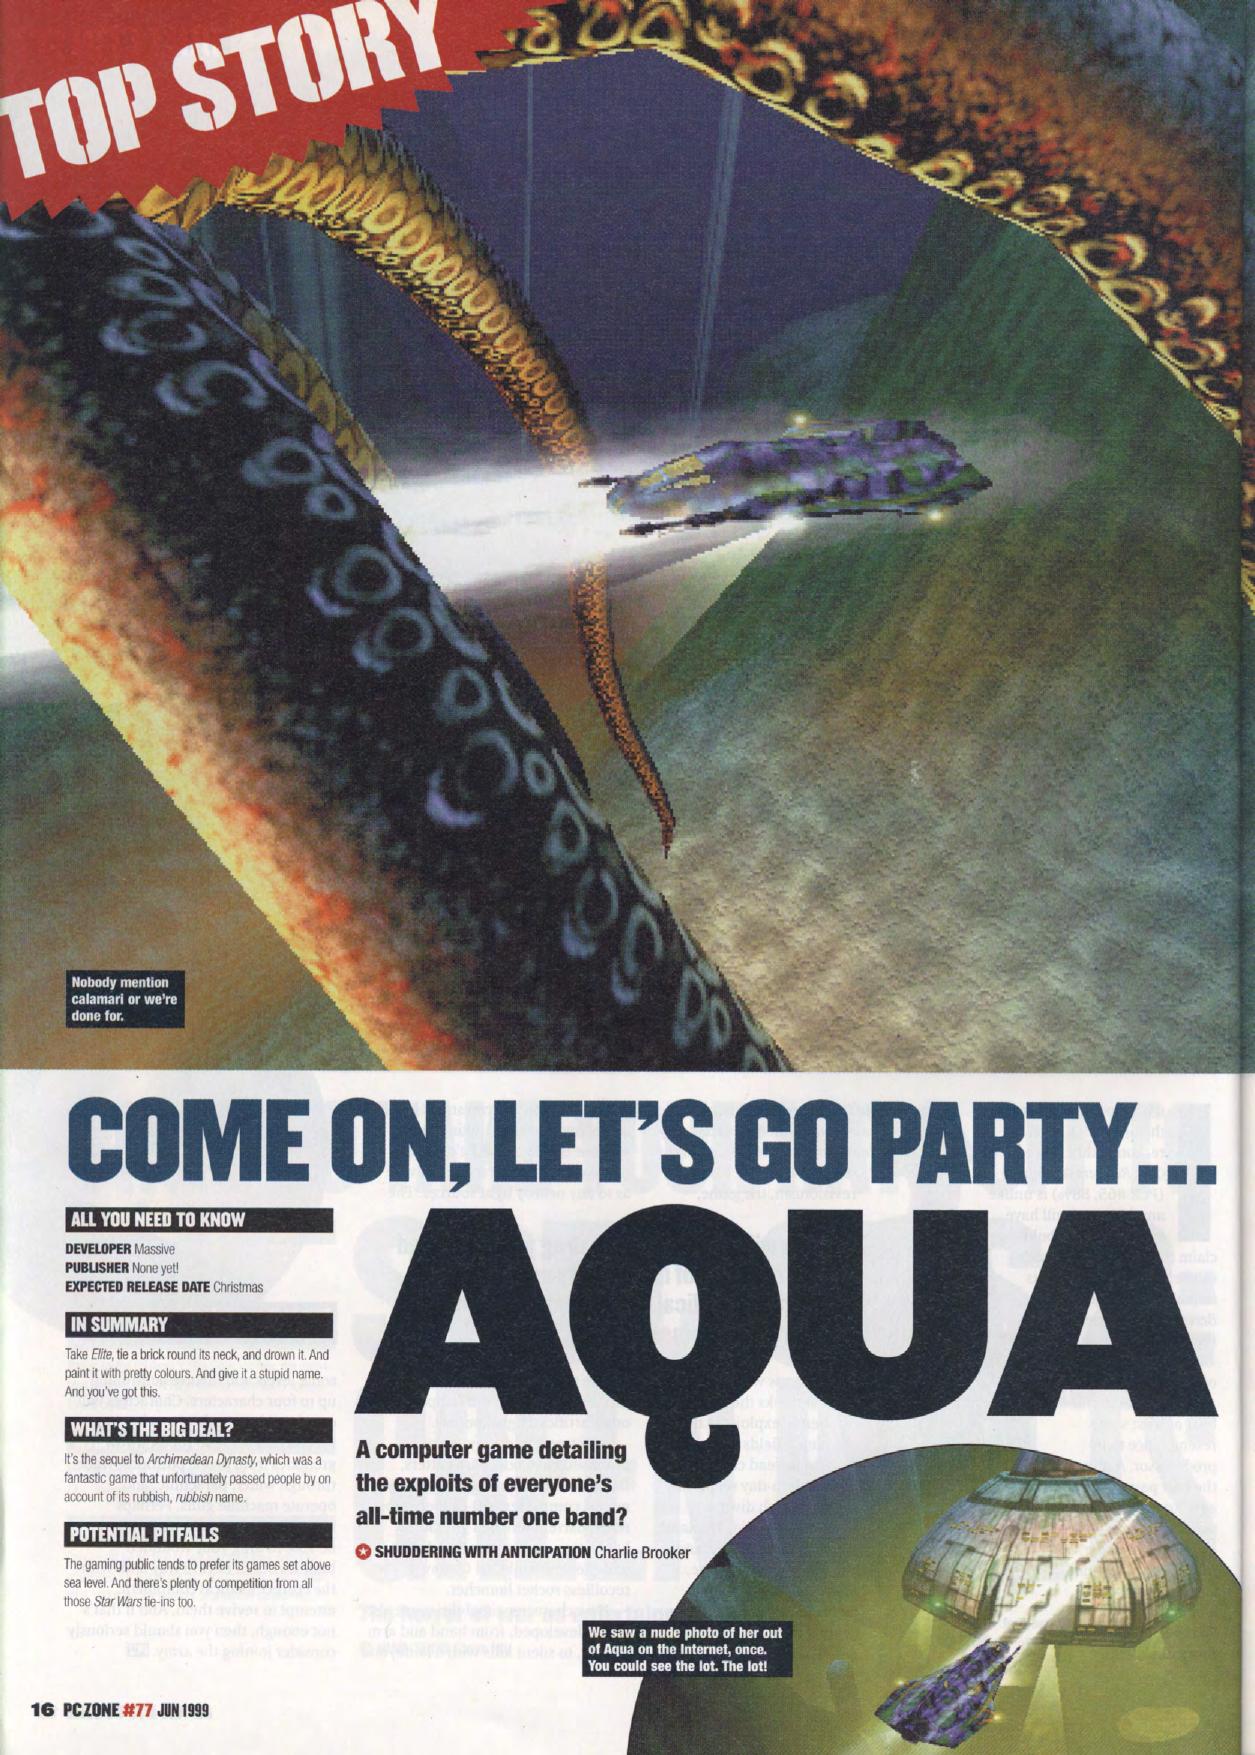 TOP STORY
Nobody mention
calamari or we're
done for.
COME ON, LET'S GO PARTY...
AQUA
ALL YOU NEED TO KNOW
DEVELOPER Massive
PUBLISHER None yet!
EXPECTED RELEASE DATE Christmas
IN SUMMARY
Take Elite, tie a brick round its neck, and drown it. And
paint it with pretty colours. And give it a stupid name.
And you've got this.
WHAT'S THE BIG DEAL?
It's the sequel to Archimedean Dynasty, which was a
fantastic game that unfortunately passed people by on
account of its rubbish, rubbish name.
POTENTIAL PITFALLS
The gaming public tends to prefer its games set above
sea level. And there's plenty of competition from all
those Star Wars tie-ins too.
A computer game detailing
the exploits of everyone's
all-time number one band?
SHUDDERING WITH ANTICIPATION Charlie Brooker
We saw a nude photo of her out
of Aqua on the Internet, once.
You could see the lot. The lot!
16 PC ZONE #77 JUN 1999